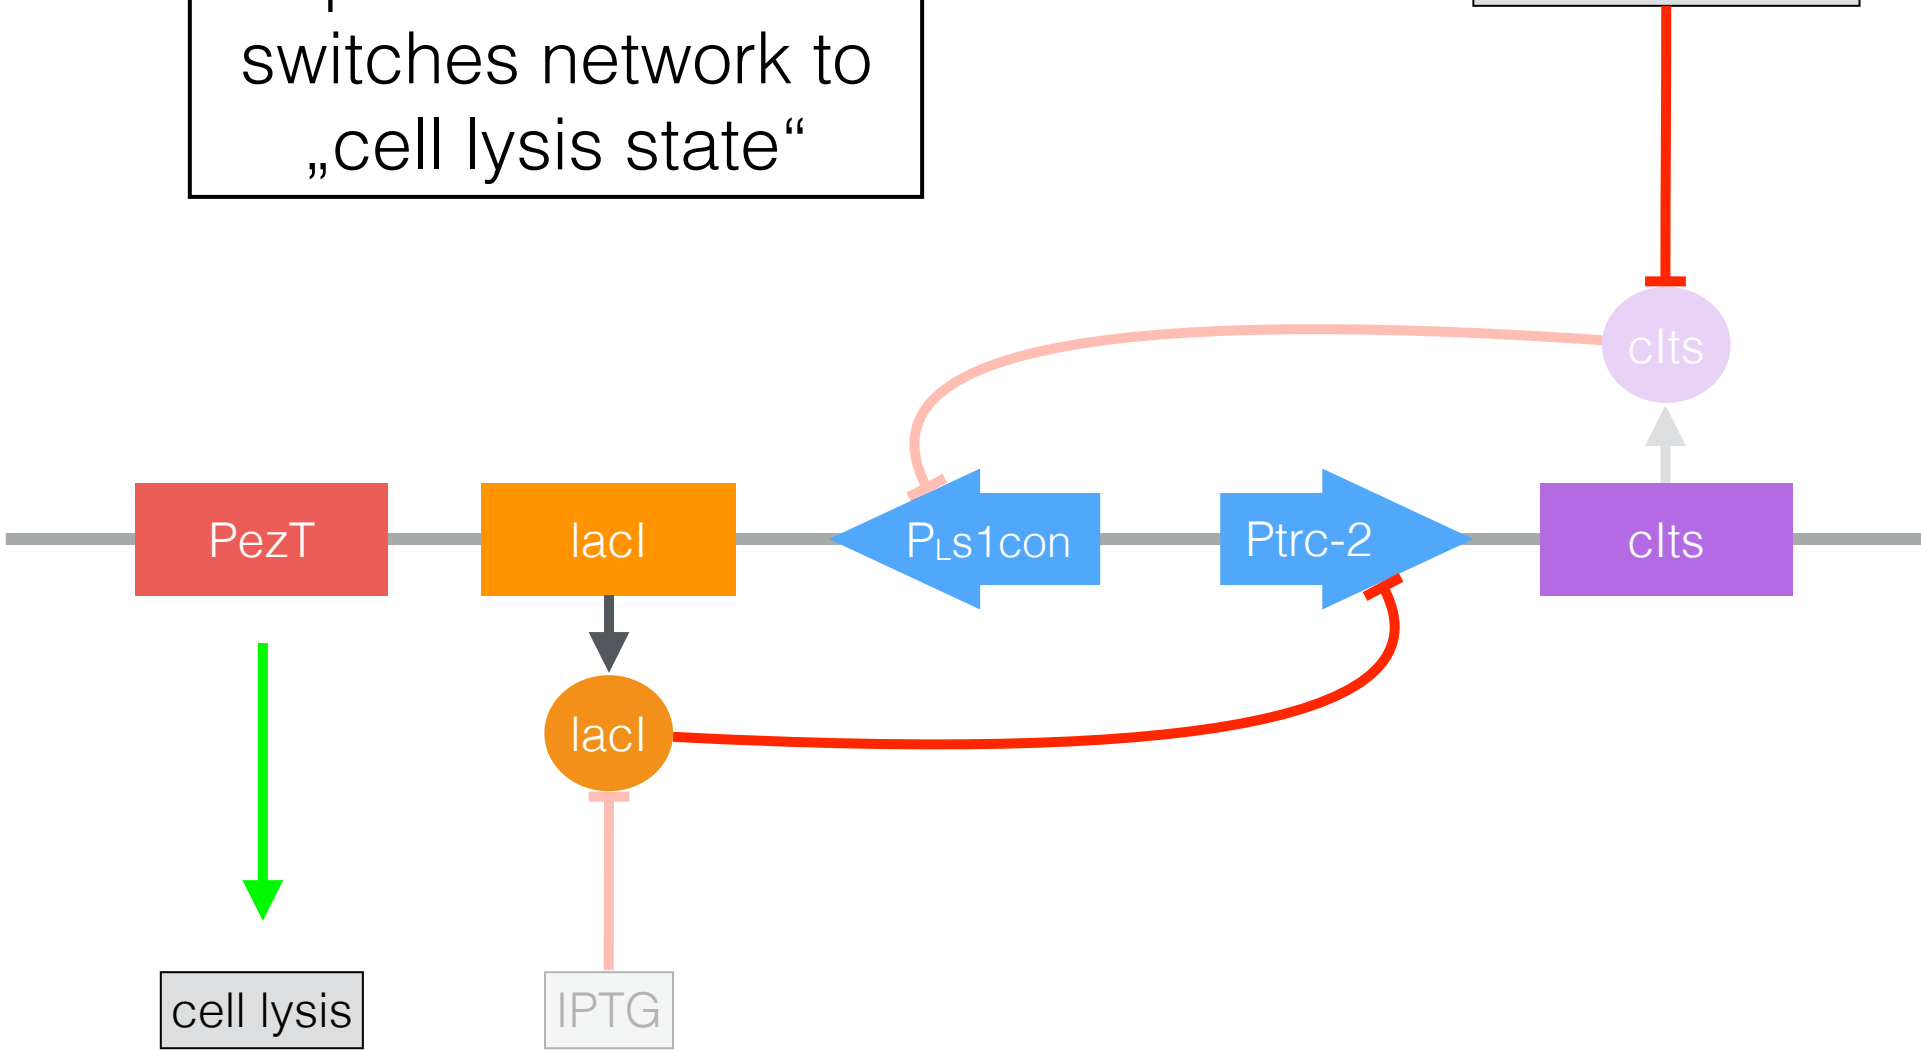 switches network to
„cell lysis state“
cIts
PezT
lacI
PLs1con
Ptrc-2
cIts
lacI
cell lysis
IPTG